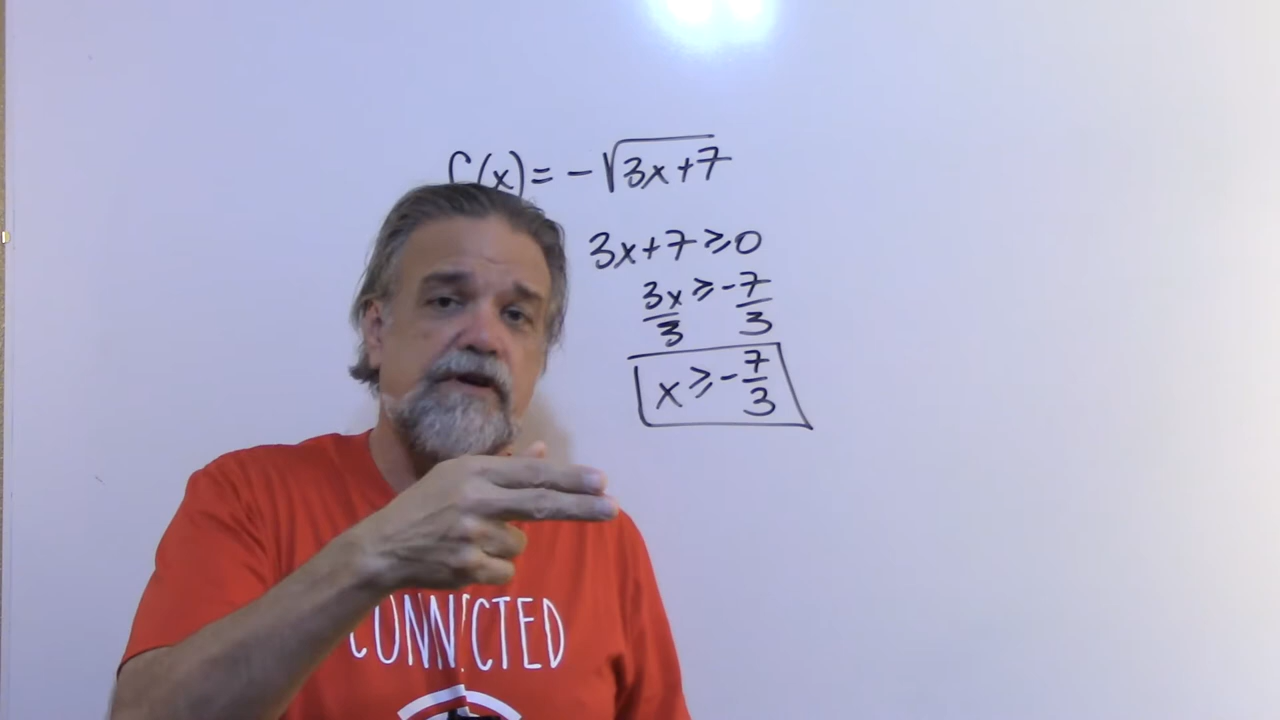 f(x) = -√(3x+7)
3x+7 ≥ 0
3x/3 ≥ -7/3
x ≥ -7/3
CONNECTED